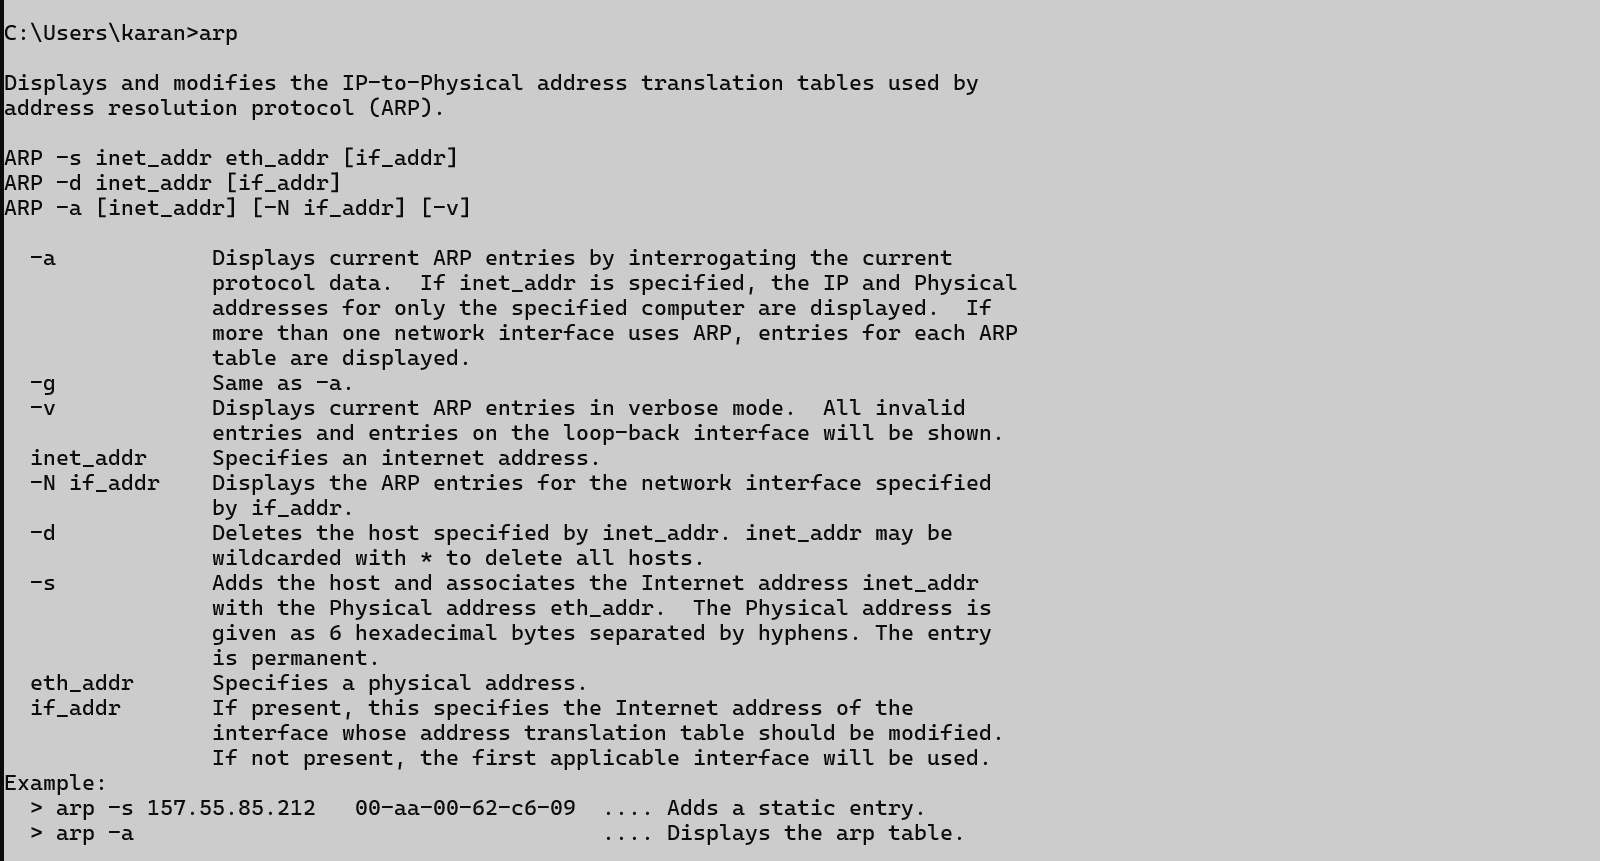 C:\Users\karan>arp

Displays and modifies the IP-to-Physical address translation tables used by
address resolution protocol (ARP).

ARP -s inet_addr eth_addr [if_addr]
ARP -d inet_addr [if_addr]
ARP -a [inet_addr] [-N if_addr] [-v]

  -a            Displays current ARP entries by interrogating the current
                protocol data.  If inet_addr is specified, the IP and Physical
                addresses for only the specified computer are displayed.  If
                more than one network interface uses ARP, entries for each ARP
                table are displayed.
  -g            Same as -a.
  -v            Displays current ARP entries in verbose mode.  All invalid
                entries and entries on the loop-back interface will be shown.
  inet_addr     Specifies an internet address.
  -N if_addr    Displays the ARP entries for the network interface specified
                by if_addr.
  -d            Deletes the host specified by inet_addr. inet_addr may be
                wildcarded with * to delete all hosts.
  -s            Adds the host and associates the Internet address inet_addr
                with the Physical address eth_addr.  The Physical address is
                given as 6 hexadecimal bytes separated by hyphens. The entry
                is permanent.
  eth_addr      Specifies a physical address.
  if_addr       If present, this specifies the Internet address of the
                interface whose address translation table should be modified.
                If not present, the first applicable interface will be used.
Example:
  > arp -s 157.55.85.212   00-aa-00-62-c6-09  .... Adds a static entry.
  > arp -a                                    .... Displays the arp table.